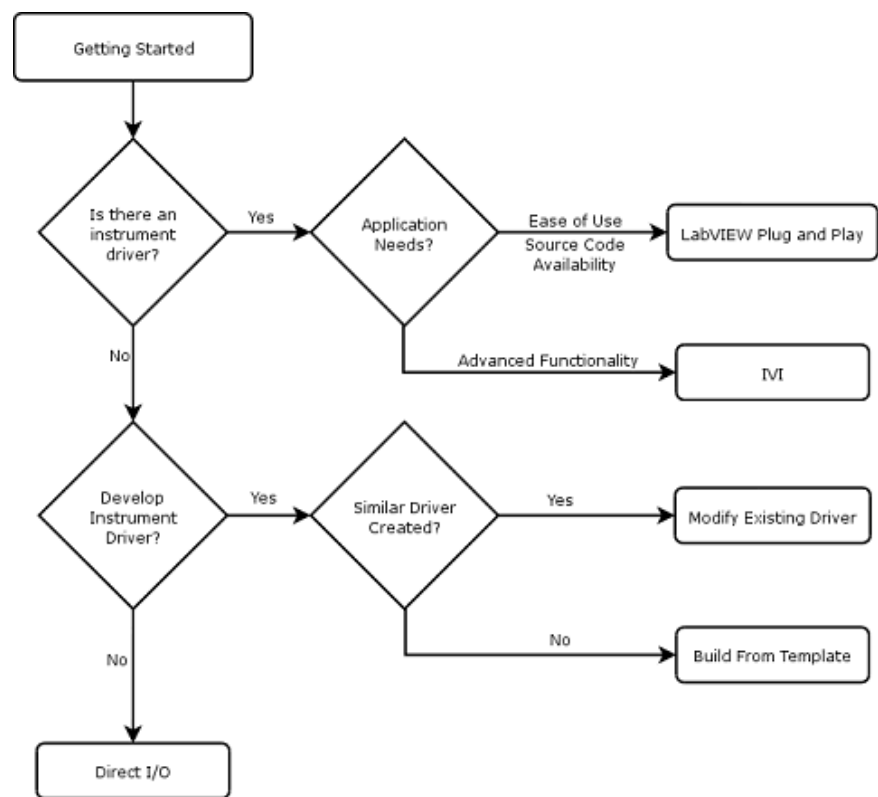 Getting Started
Is there an
instrument
driver?
Yes
Application
Needs?
Ease of Use
Source Code
Availability
LabVIEW Plug and Play
No
Advanced Functionality
IVI
Develop
Instrument
Driver?
Yes
Similar Driver
Created?
Yes
Modify Existing Driver
No
No
Build From Template
Direct I/O